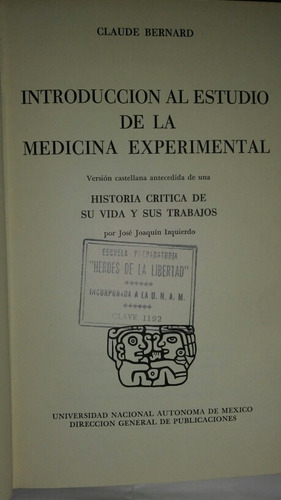 CLAUDE BERNARD
INTRODUCCION AL ESTUDIO
DE LA
MEDICINA EXPERIMENTAL
Versión castellana antecedida de una
HISTORIA CRITICA DE
SU VIDA Y SUS TRABAJOS
por José Joaquín Izquierdo
ESCUELA PREPARATORIA
"HEROES DE LA LIBERTAD"
INCORPORADA A LA U. N. A. M.
CLAVE 1192
UNIVERSIDAD NACIONAL AUTONOMA DE MEXICO
DIRECCION GENERAL DE PUBLICACIONES